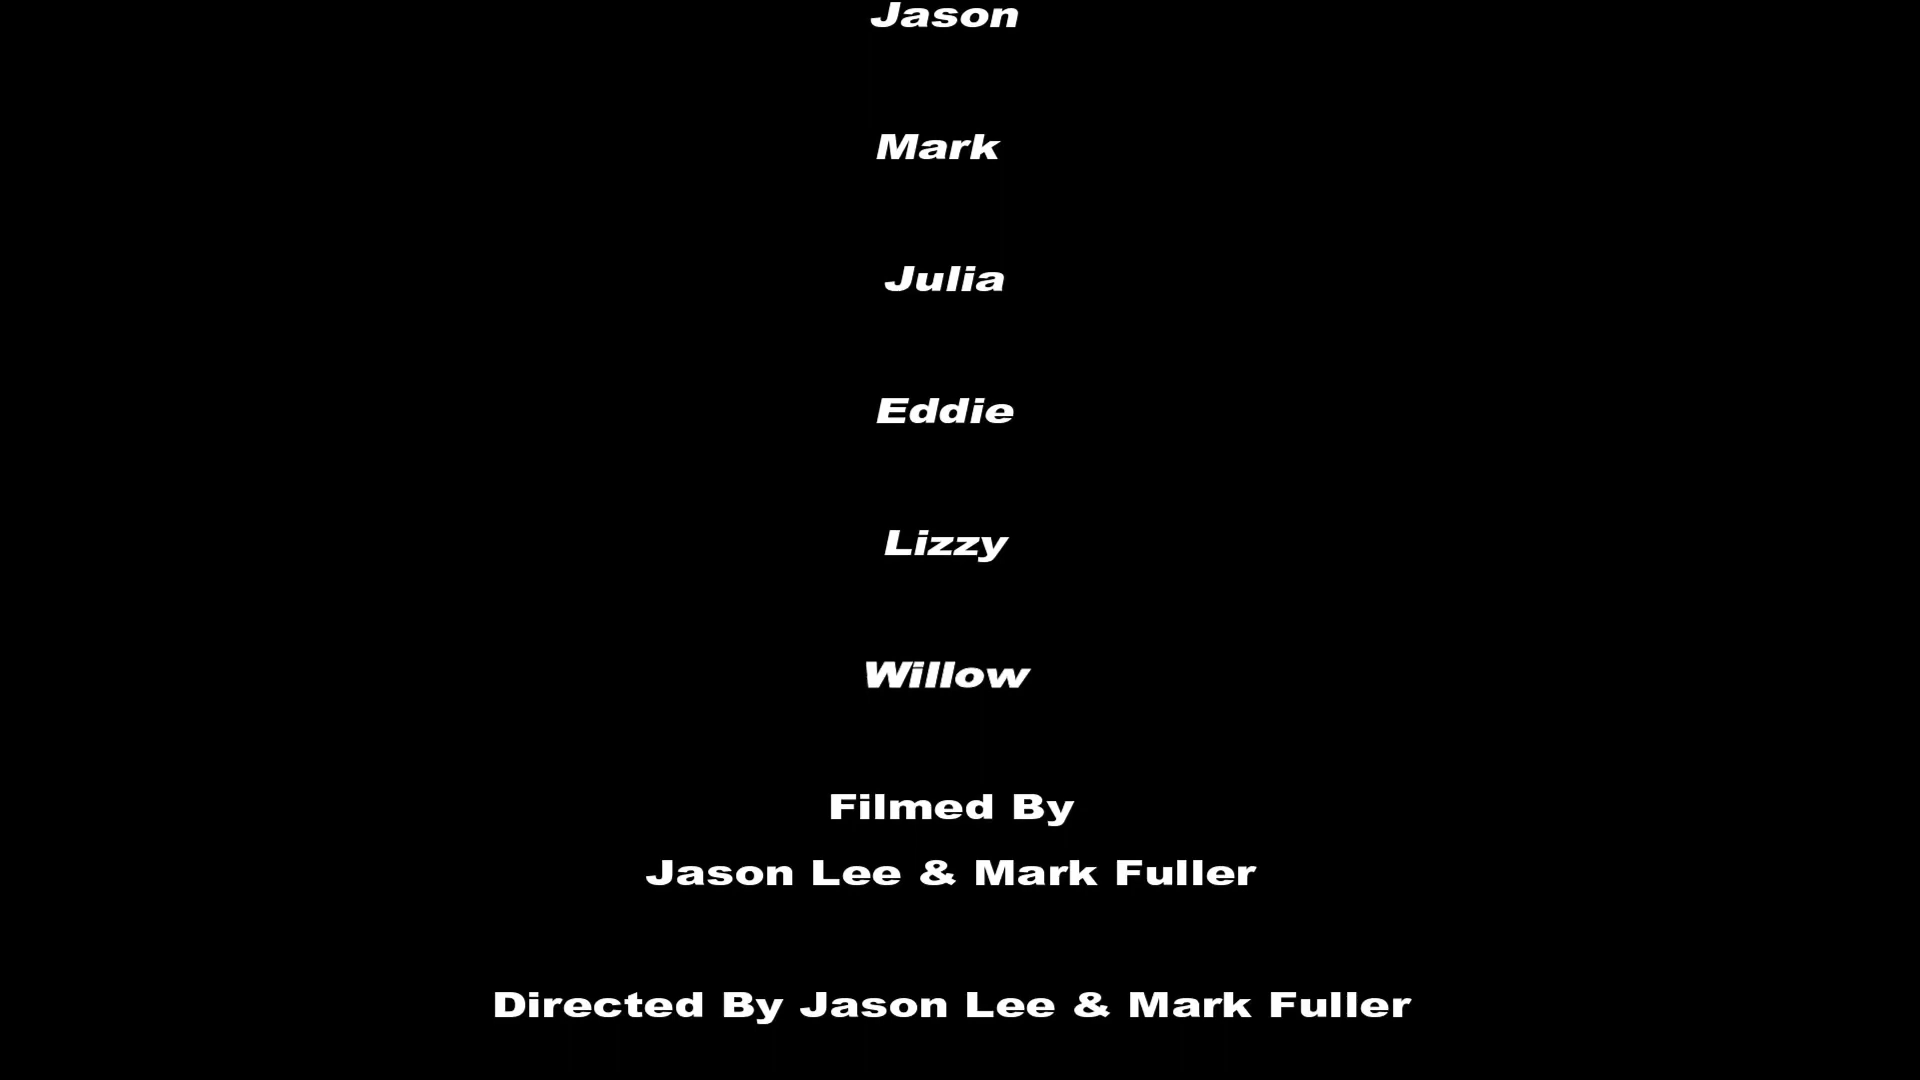 Jason
Mark
Julia
Eddie
Lizzy
Willow
Filmed By
Jason Lee & Mark Fuller
Directed By Jason Lee & Mark Fuller